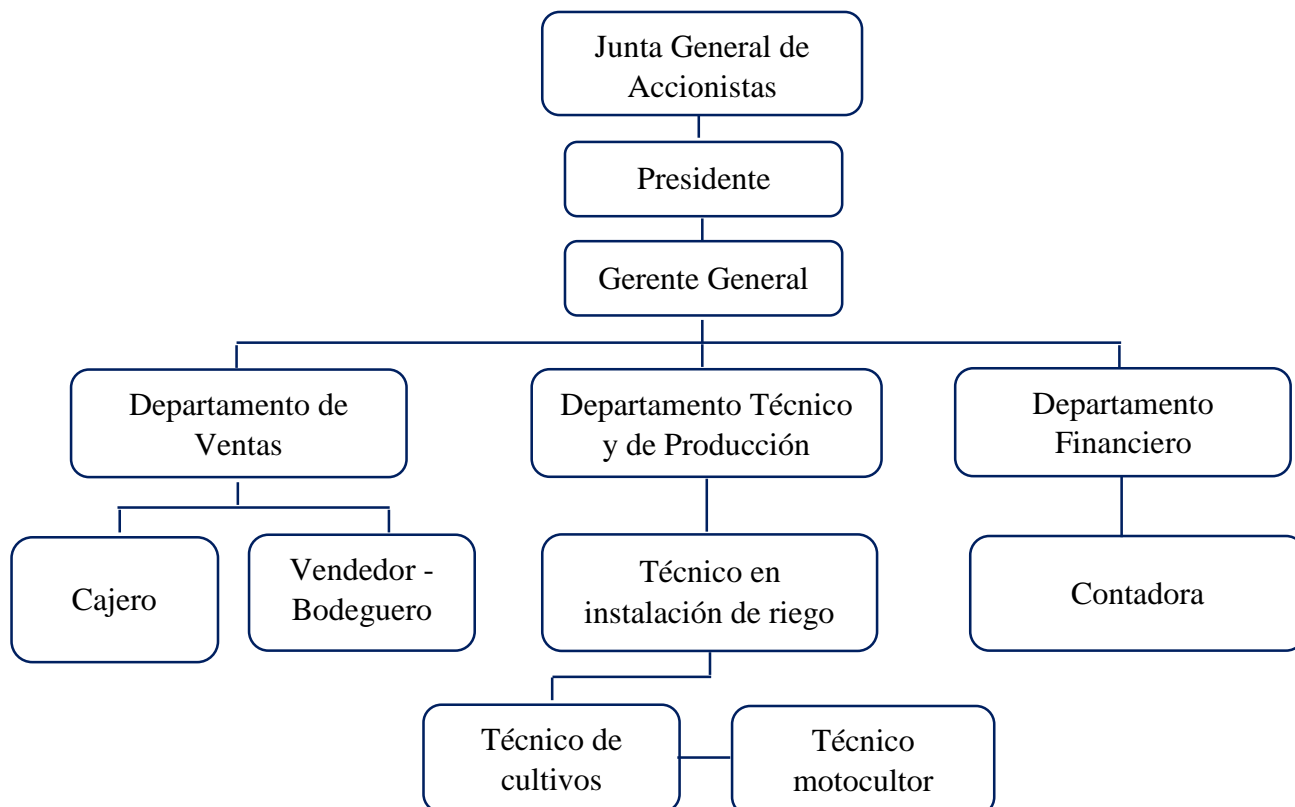 Junta General de
Accionistas
Presidente
Gerente General
Departamento de
Ventas
Departamento Técnico
y de Producción
Departamento
Financiero
Cajero
Vendedor -
Bodeguero
Técnico en
instalación de riego
Contadora
Técnico de
cultivos
Técnico
motocultor